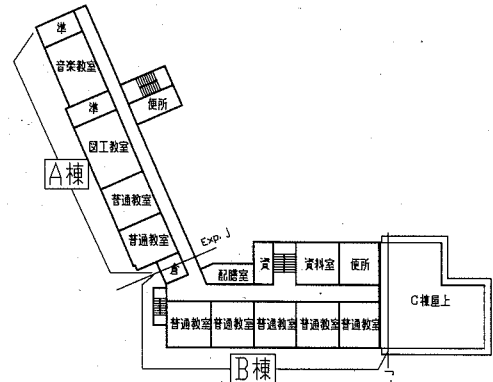 準
音楽教室
準
便所
図工教室
A棟
普通教室
普通教室
倉
Exp. J
配膳室
資
資料室
便所
C棟屋上
普通教室
普通教室
普通教室
普通教室
普通教室
B棟